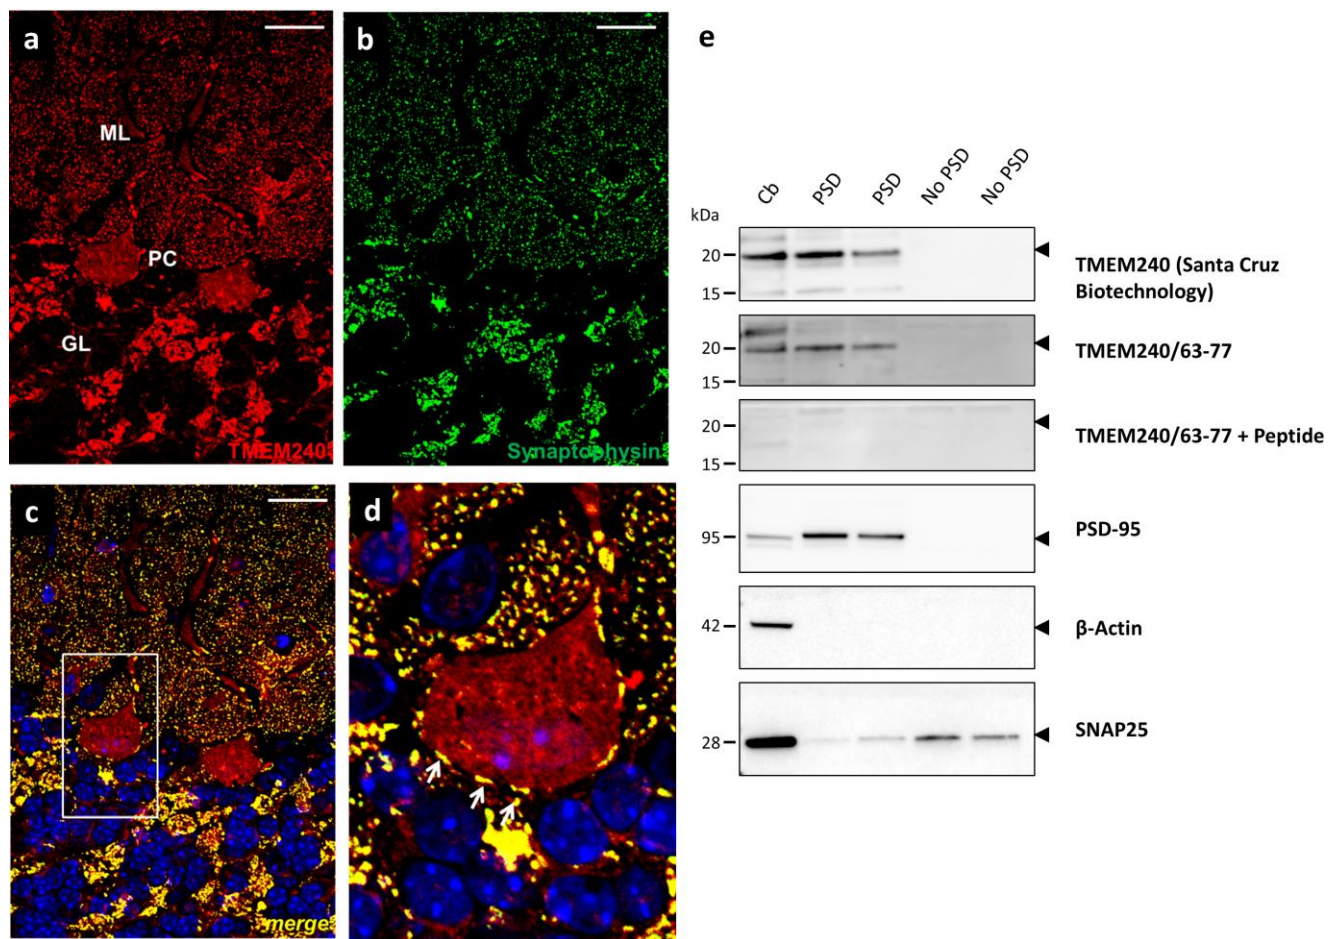 a
ML
PC
GL
TMEM240
b
Synaptophysin
c
merge
d
e
Cb
PSD
PSD
No PSD
No PSD
kDa
20
15
TMEM240 (Santa Cruz
Biotechnology)
20
15
TMEM240/63-77
20
15
TMEM240/63-77 + Peptide
95
PSD-95
42
β-Actin
28
SNAP25